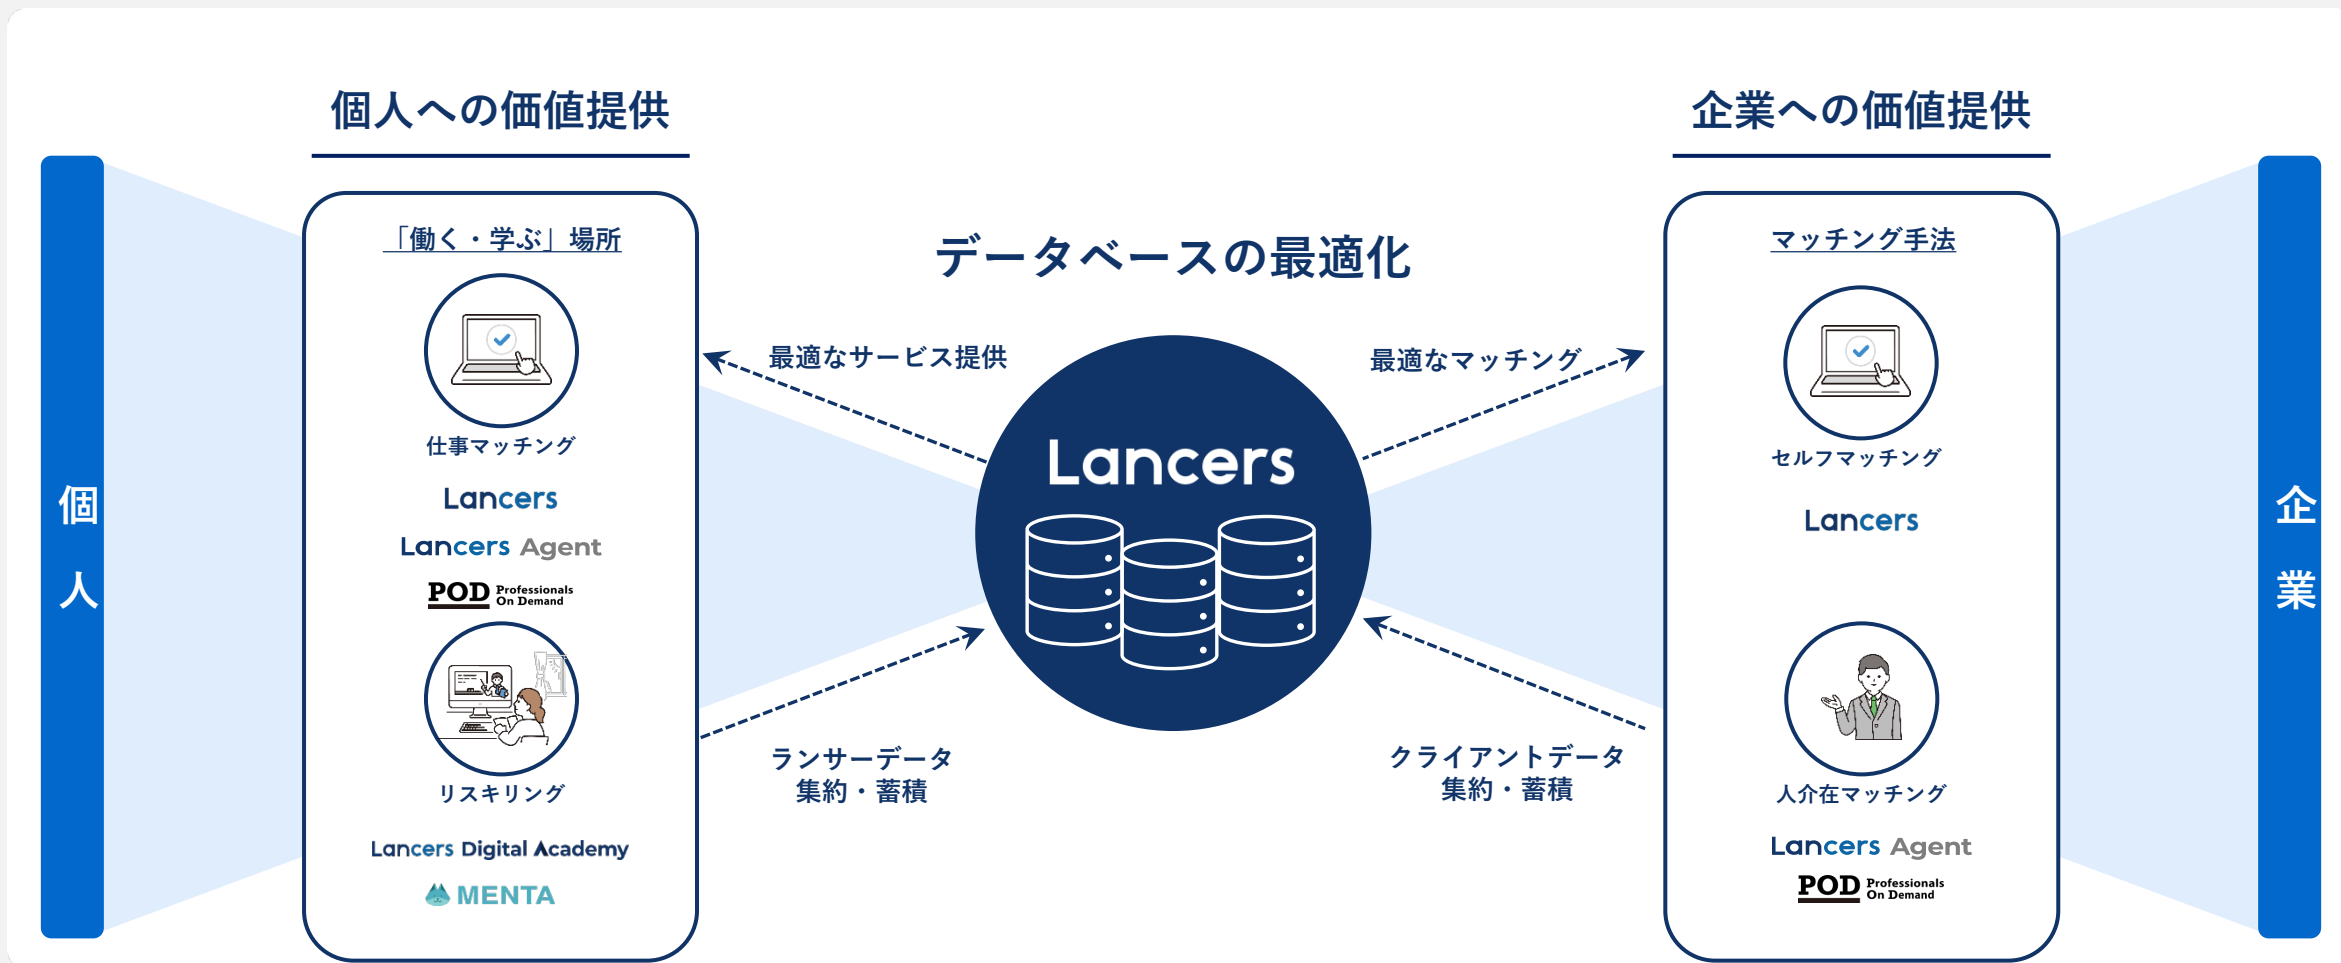 個人への価値提供
企業への価値提供
個人
「働く・学ぶ」場所
仕事マッチング
Lancers
Lancers Agent
POD Professionals
On Demand
リスキリング
Lancers Digital Academy
MENTA
データベースの最適化
最適なサービス提供
最適なマッチング
Lancers
ランサーデータ
集約・蓄積
クライアントデータ
集約・蓄積
マッチング手法
セルフマッチング
Lancers
人介在マッチング
Lancers Agent
POD Professionals
On Demand
企業